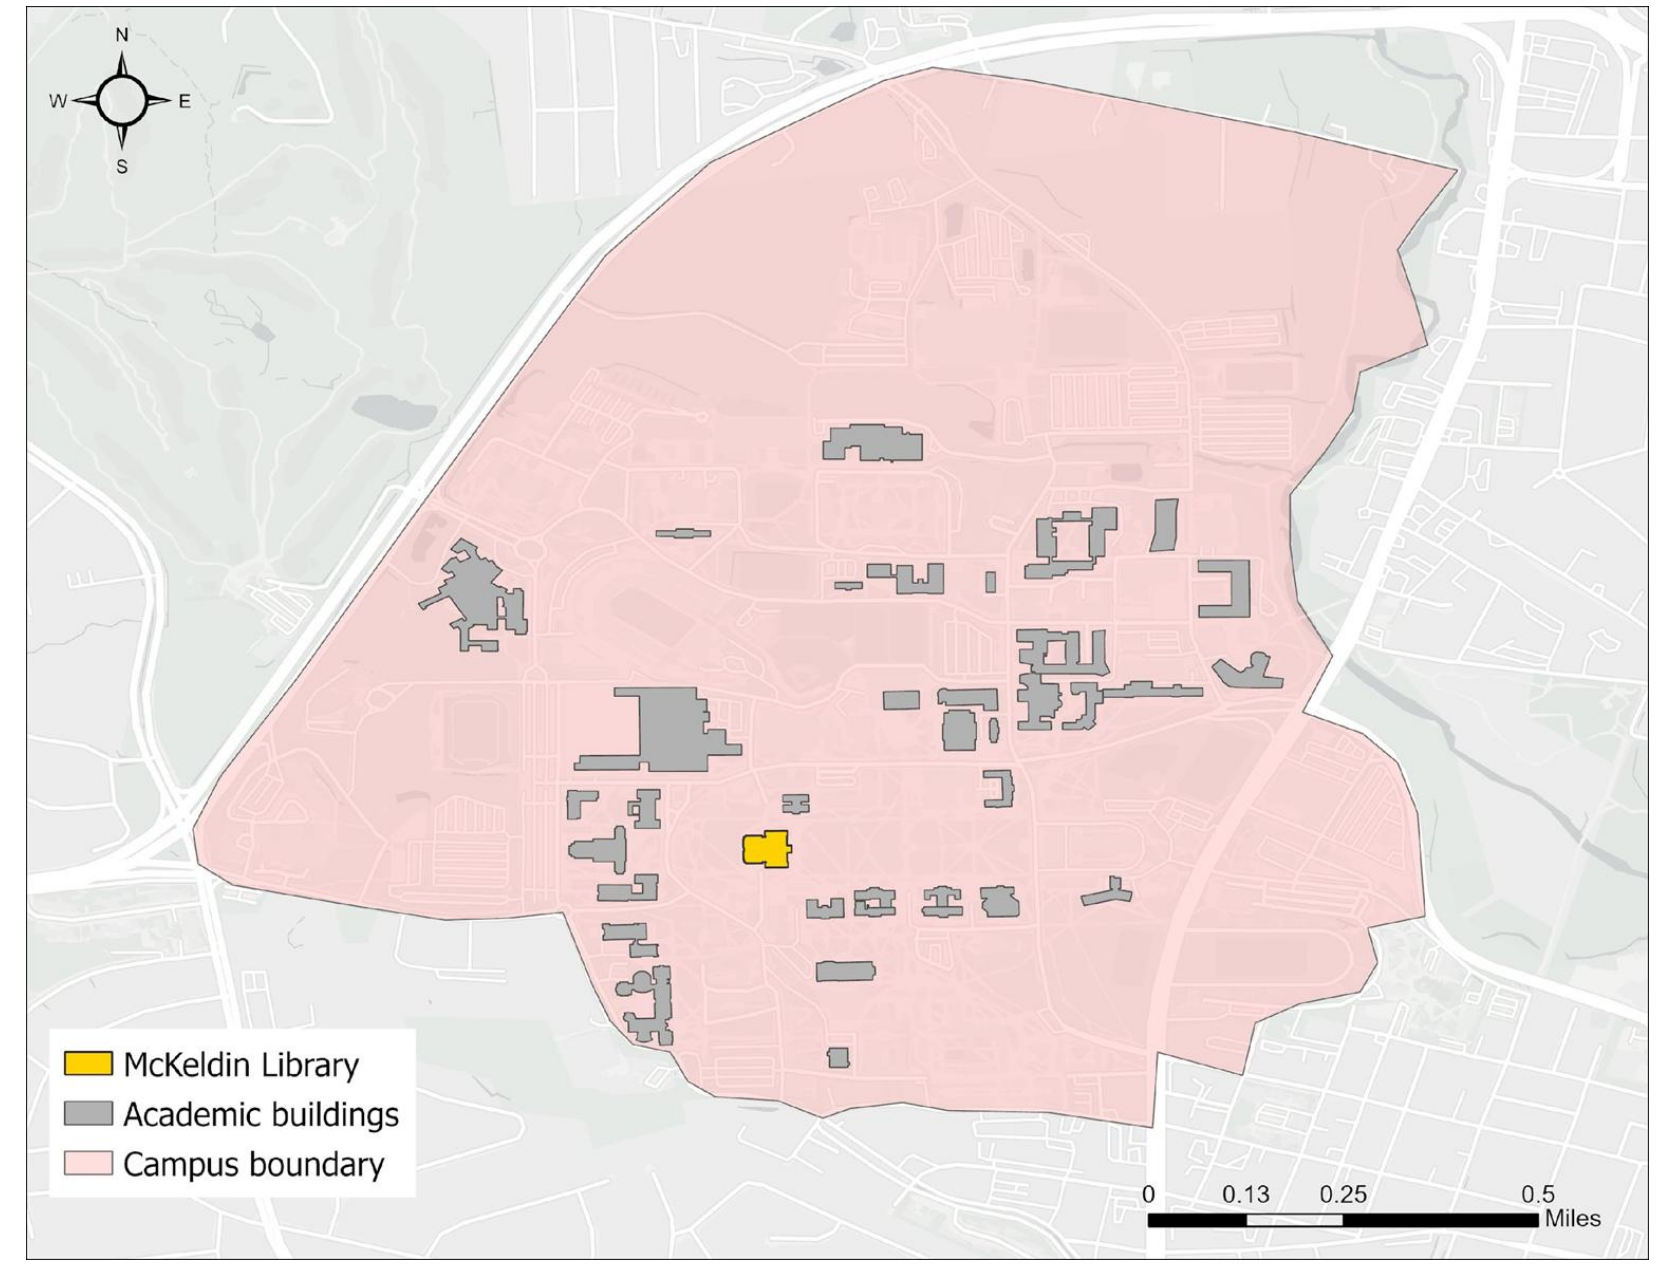 N
W E
S
McKeldin Library
Academic buildings
Campus boundary
0 0.13 0.25 0.5
Miles